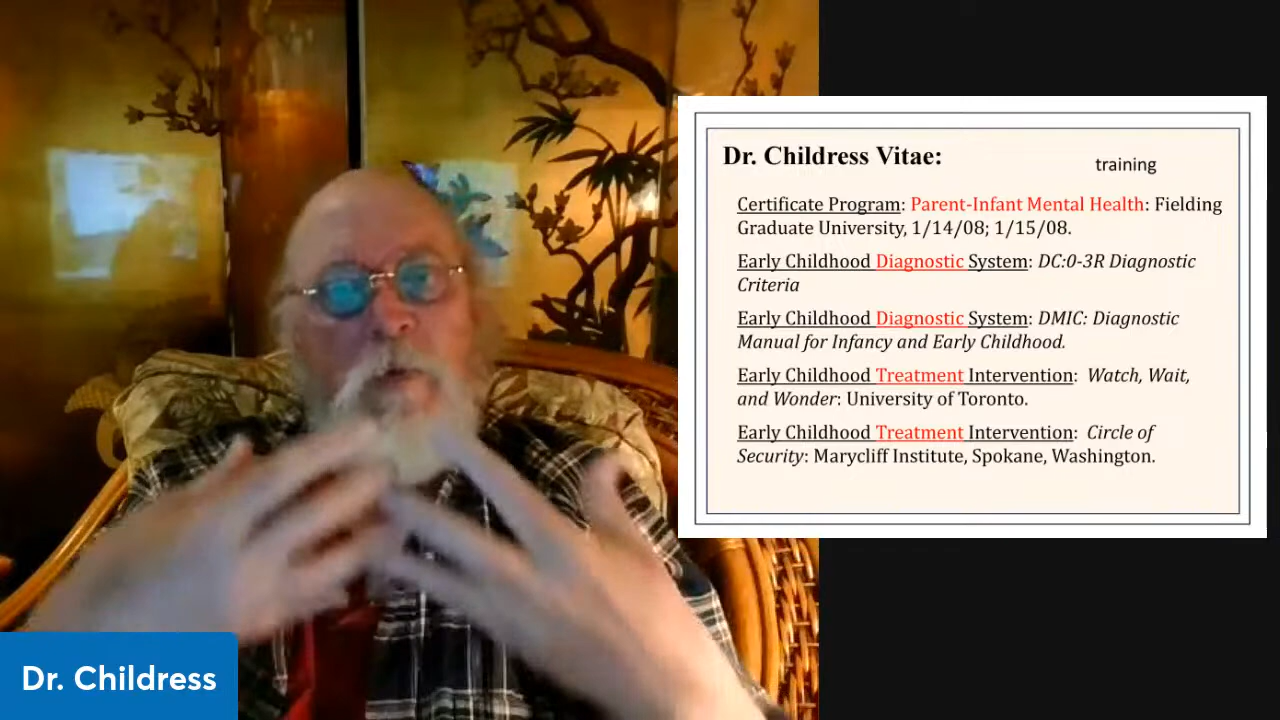 Dr. Childress Vitae:
training
Certificate Program: Parent-Infant Mental Health: Fielding
Graduate University, 1/14/08; 1/15/08.
Early Childhood Diagnostic System: DC:0-3R Diagnostic
Criteria
Early Childhood Diagnostic System: DMIC: Diagnostic
Manual for Infancy and Early Childhood.
Early Childhood Treatment Intervention: Watch, Wait,
and Wonder: University of Toronto.
Early Childhood Treatment Intervention: Circle of
Security: Marycliff Institute, Spokane, Washington.
Dr. Childress